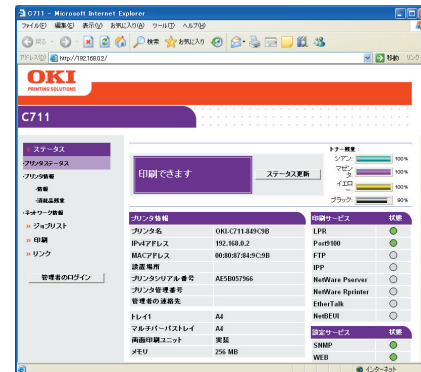 C711 - Microsoft Internet Explorer
ファイル(F) 編集(E) 表示(V) お気に入り(A) ツール(T) ヘルプ(H)
戻る 検索 お気に入り
アドレス(D) http://192.168.0.2/ 移動 リンク
OKI
PRINTING SOLUTIONS
C711
ステータス
・プリンタステータス
・プリンタ情報
-情報
-消耗品残量
・ネットワーク情報
ジョブリスト
印刷
リンク
管理者のログイン
印刷できます
ステータス更新
トナー残量:
シアン: 100%
マゼンタ: 100%
イエロー: 100%
ブラック: 90%
プリンタ情報
プリンタ名 OKI-C711-849C9B
IPv4アドレス 192.168.0.2
MACアドレス 00:80:87:84:9C:9B
設置場所
プリンタシリアル番号 AE5B057966
プリンタ管理番号
管理者の連絡先
トレイ1 A4
マルチパーパストレイ A4
両面印刷ユニット 実装
メモリ 256 MB
印刷サービス 状態
LPR
Port9100
FTP
IPP
NetWare Pserver
NetWare Rprinter
EtherTalk
NetBEUI
設定サービス 状態
SNMP
WEB
インターネット